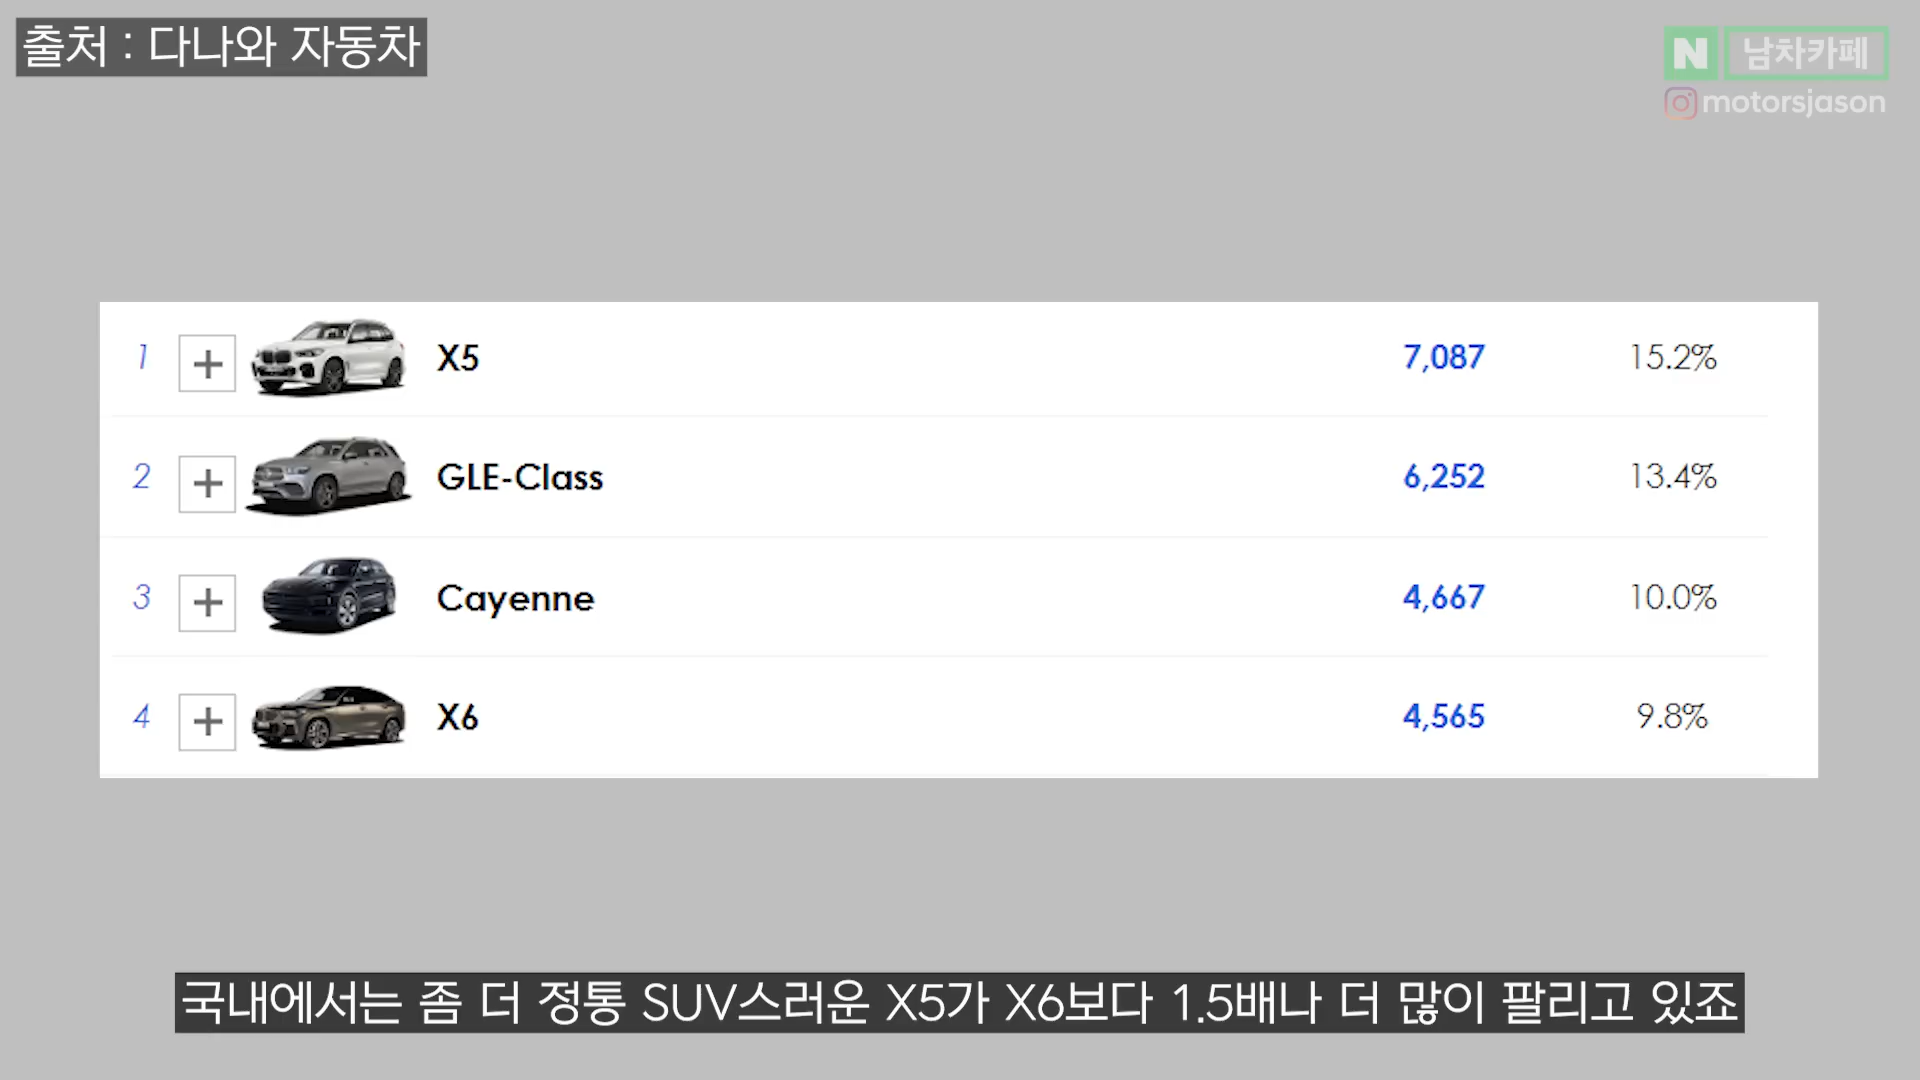 출처 : 다나와 자동차
N 남차카페
motorsjason
1 + X5 7,087 15.2%
2 + GLE-Class 6,252 13.4%
3 + Cayenne 4,667 10.0%
4 + X6 4,565 9.8%
국내에서는 좀 더 정통 SUV스러운 X5가 X6보다 1.5배나 더 많이 팔리고 있죠